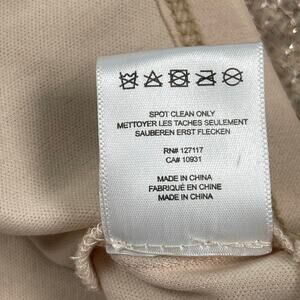 SPOT CLEAN ONLY
METTOYER LES TACHES SEULEMENT
SAUBEREN ERST FLECKEN
RN# 127117
CA# 10931
MADE IN CHINA
FABRIQUÉ EN CHINE
MADE IN CHINA